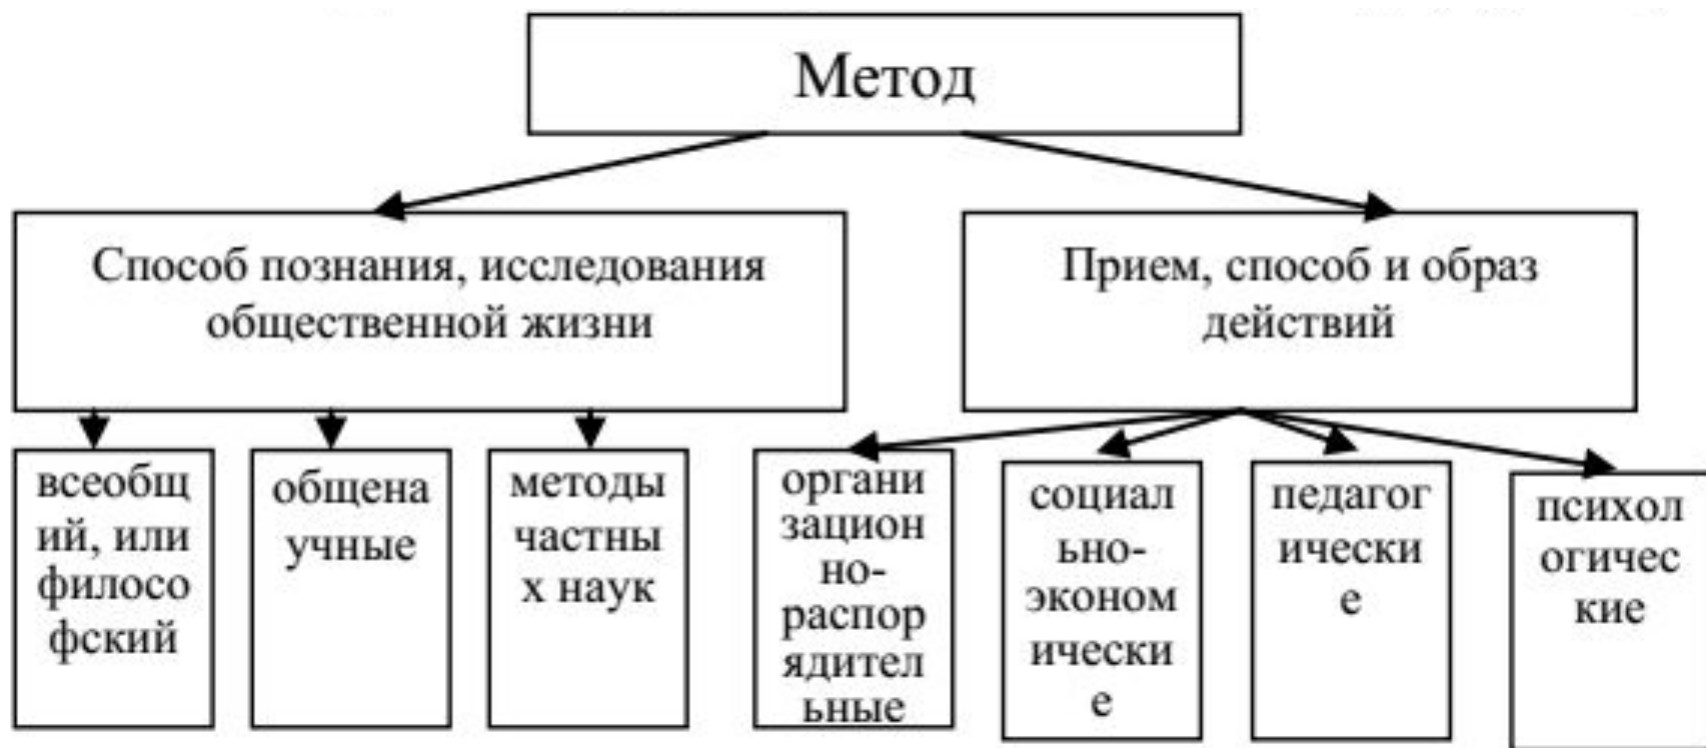 Метод
Способ познания, исследования
общественной жизни
Прием, способ и образ
действий
всеобщ
ий, или
филосо
фский
общена
учные
методы
частны
х наук
органи
зацион
но-
распор
ядител
ьные
социал
ьно-
эконом
ически
е
педагог
ически
е
психол
огичес
кие